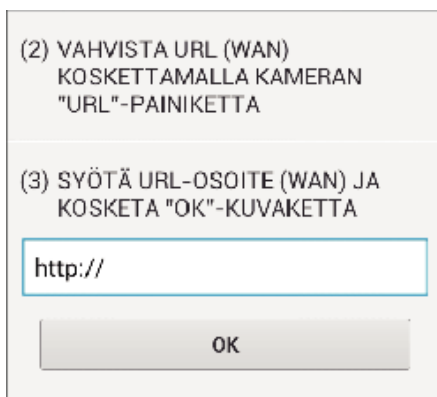 (2) VAHVISTA URL (WAN)
KOSKETTAMALLA KAMERAN
"URL"-PAINIKETTA
(3) SYÖTÄ URL-OSOITE (WAN) JA
KOSKETA "OK"-KUVAKETTA
http://
OK